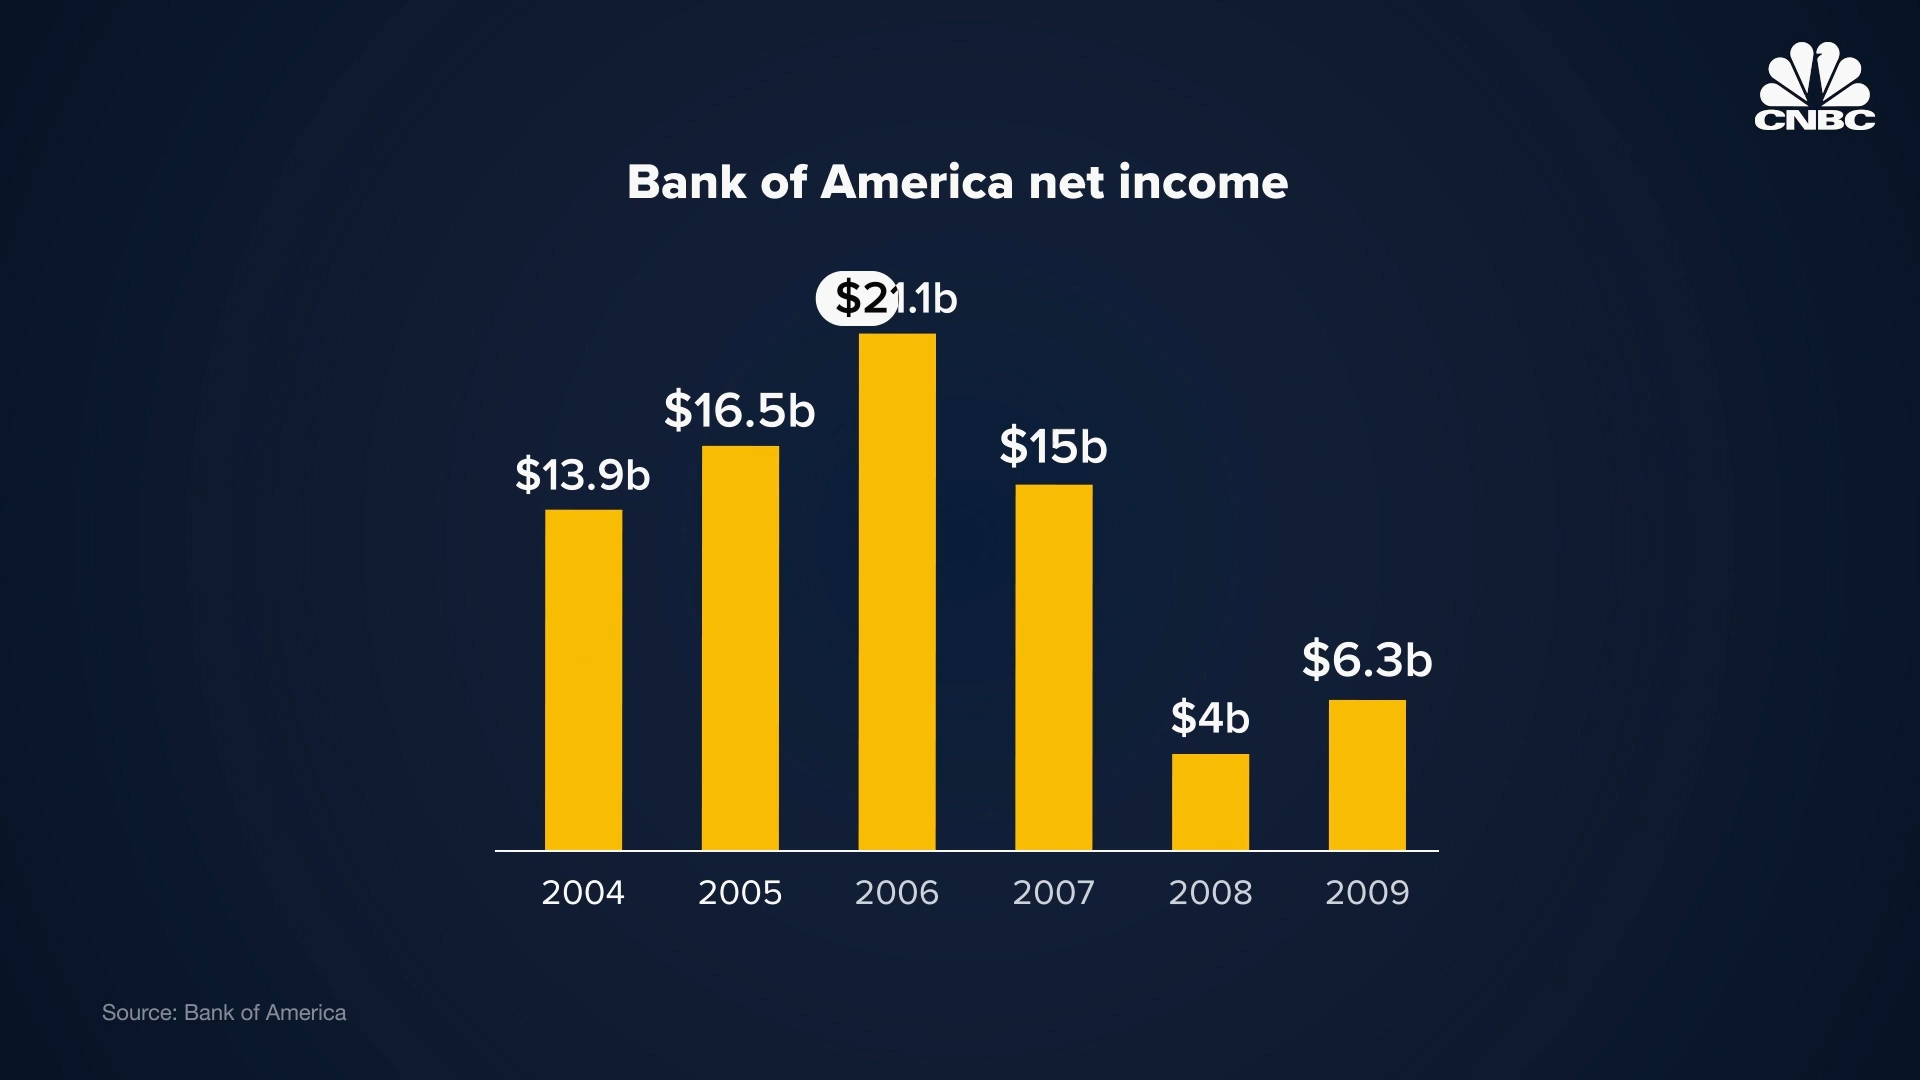 CNBC
Bank of America net income
$21.1b
$16.5b
$15b
$13.9b
$6.3b
$4b
2004 2005 2006 2007 2008 2009
Source: Bank of America